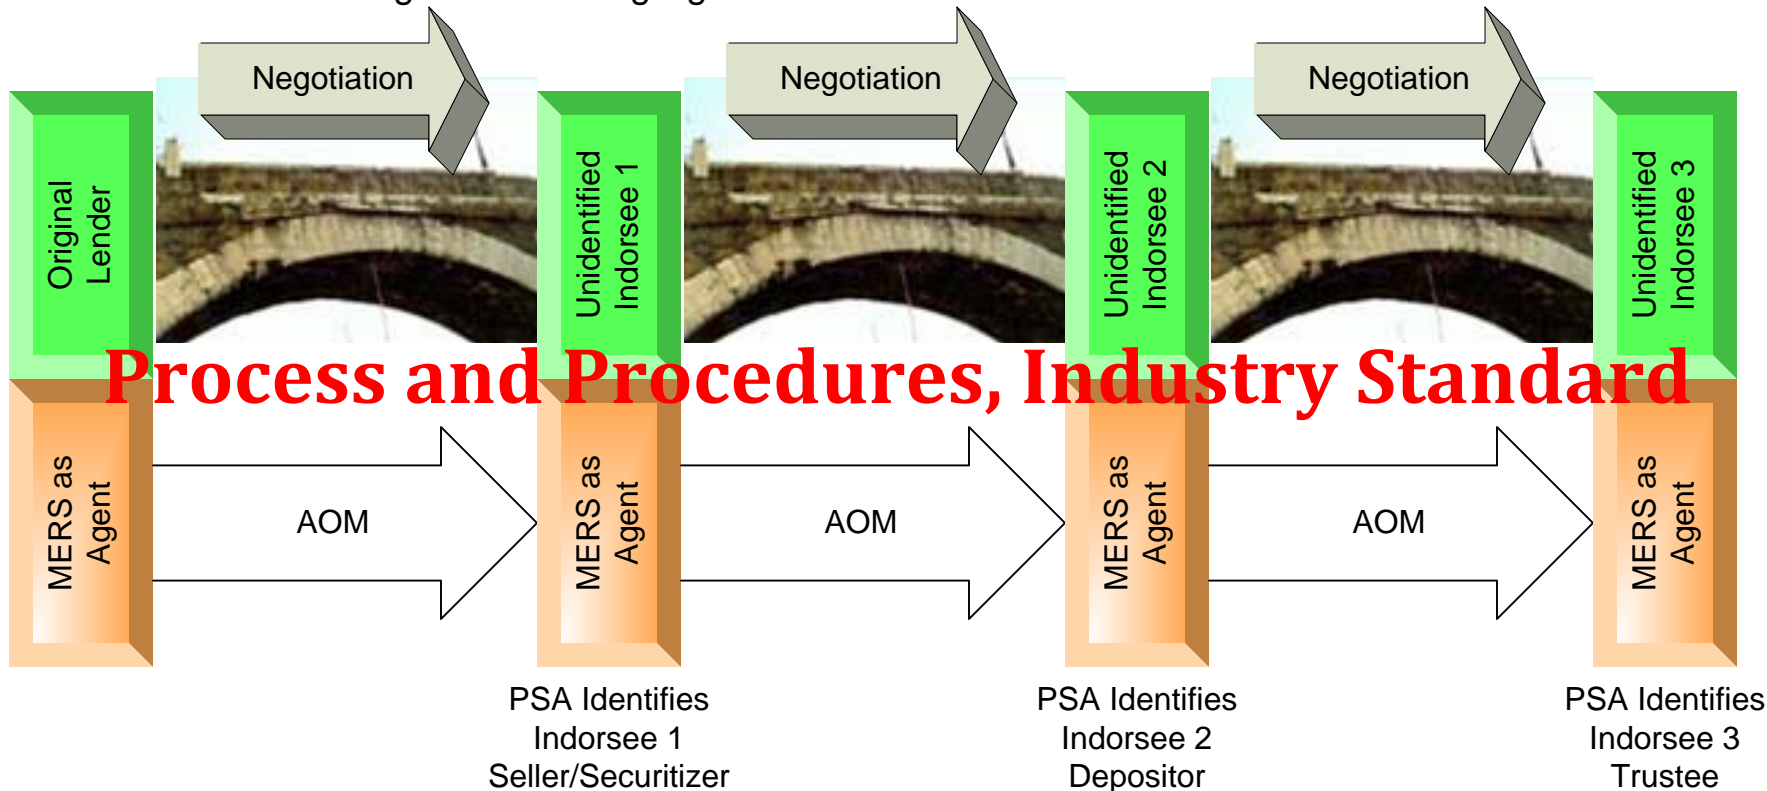 Negotiation
Negotiation
Negotiation
Original
Lender
Unidentified
Indorsee 1
Unidentified
Indorsee 2
Unidentified
Indorsee 3
Process and Procedures, Industry Standard
MERS as
Agent
AOM
MERS as
Agent
AOM
MERS as
Agent
AOM
MERS as
Agent
PSA Identifies
Indorsee 1
Seller/Securitizer
PSA Identifies
Indorsee 2
Depositor
PSA Identifies
Indorsee 3
Trustee